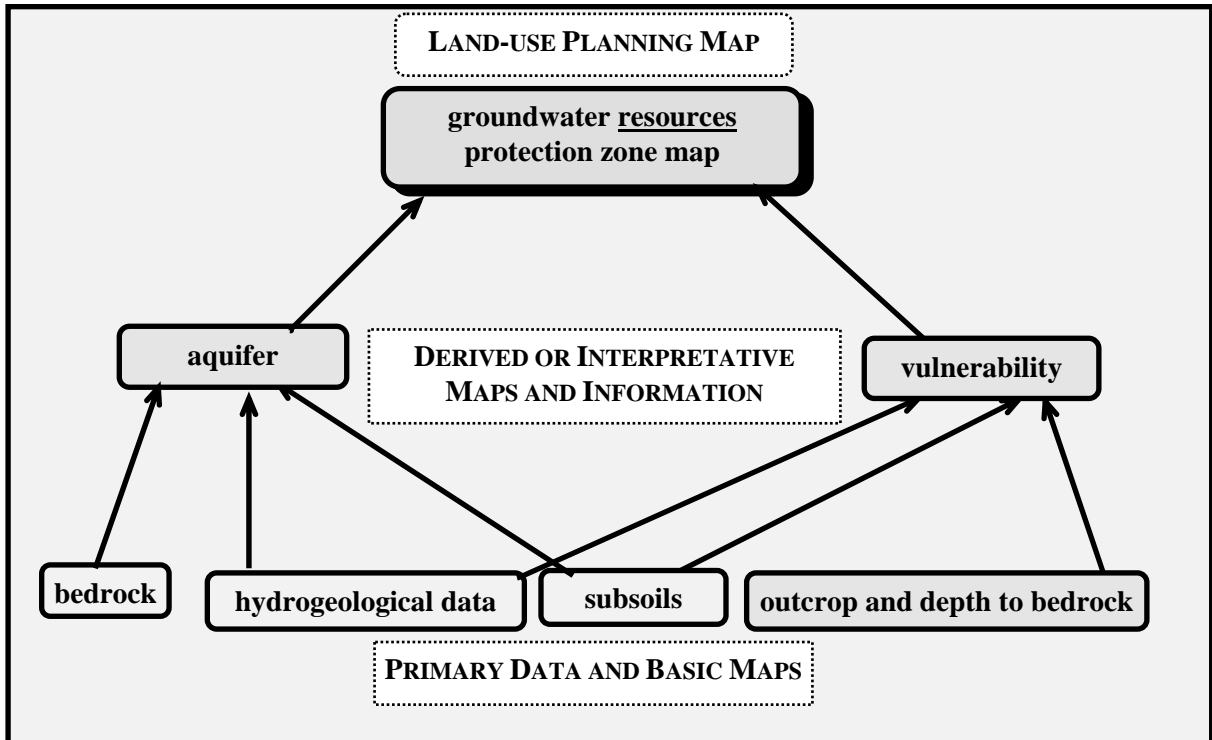 LAND-USE PLANNING MAP
groundwater resources
protection zone map
aquifer
DERIVED OR INTERPRETATIVE
MAPS AND INFORMATION
vulnerability
bedrock
hydrogeological data
subsoils
outcrop and depth to bedrock
PRIMARY DATA AND BASIC MAPS